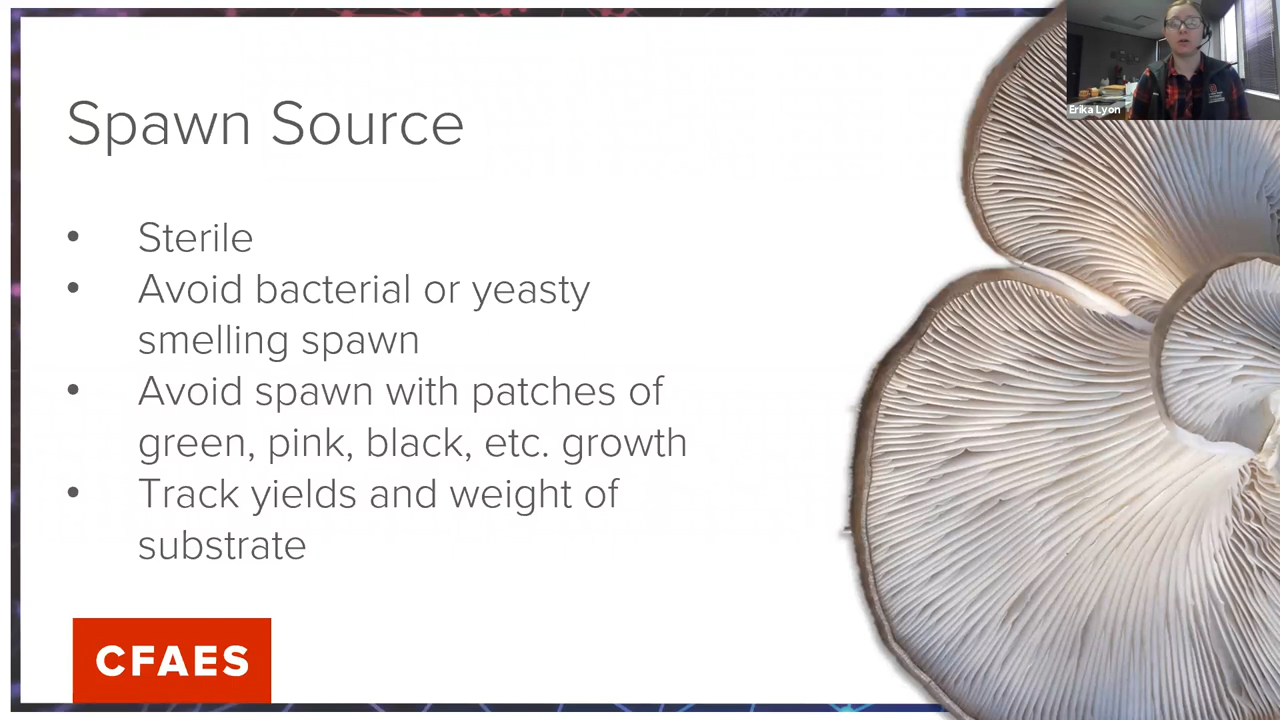 Spawn Source
• Sterile
• Avoid bacterial or yeasty
smelling spawn
• Avoid spawn with patches of
green, pink, black, etc. growth
• Track yields and weight of
substrate
CFAES
Erika Lyon